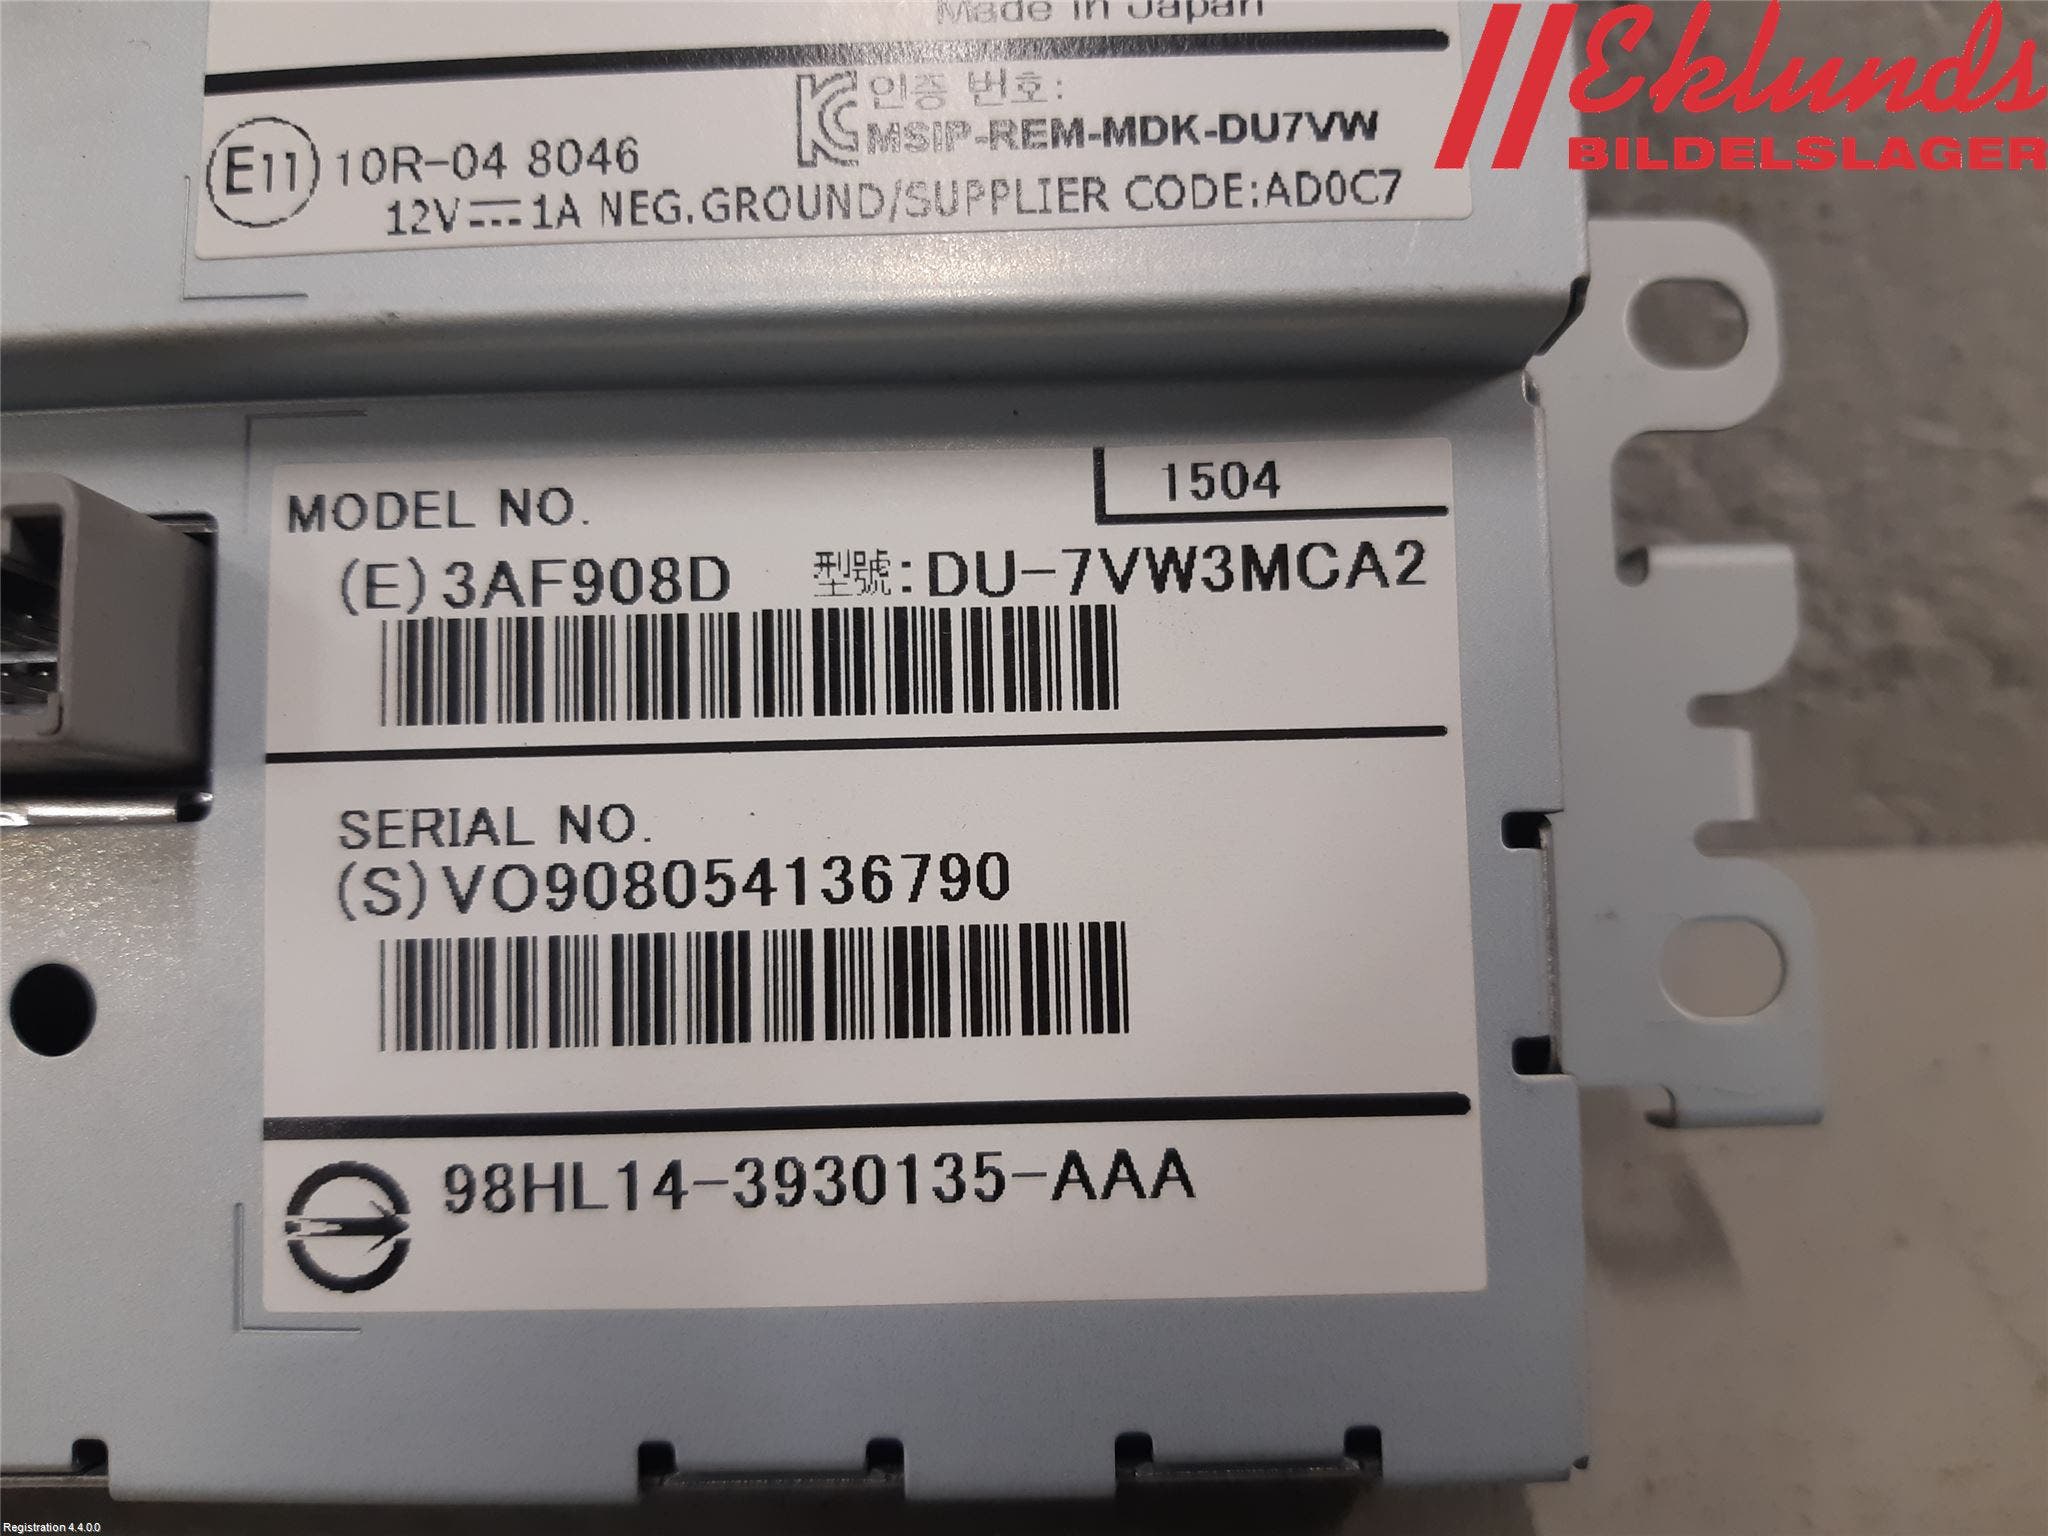 Made in Japan
Eklunds
BILDELSLAGER
인증 번호:
MSIP-REM-MDK-DU7VW
E11 10R-04 8046
12V 1A NEG.GROUND/SUPPLIER CODE:AD0C7
1504
MODEL NO.
(E)3AF908D 型號:DU-7VW3MCA2
SERIAL NO.
(S)VO908054136790
98HL14-3930135-AAA
Registration 4.4.0.0